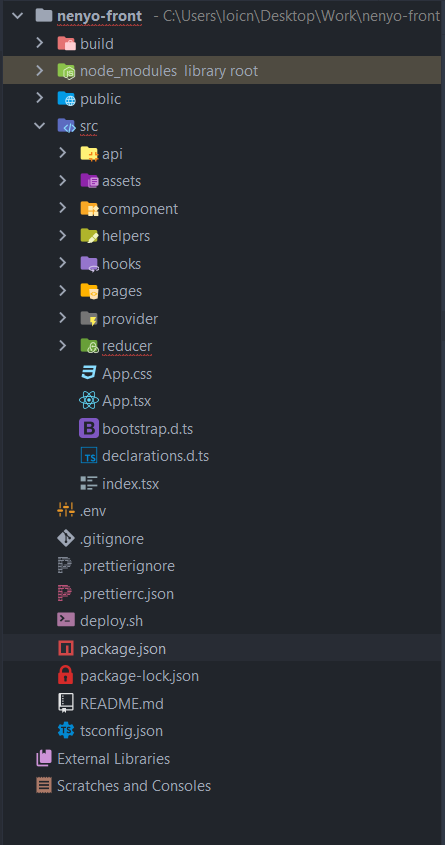 nenyo-front - C:\Users\loicn\Desktop\Work\nenyo-front
build
node_modules library root
public
src
api
assets
component
helpers
hooks
pages
provider
reducer
App.css
App.tsx
B bootstrap.d.ts
TS declarations.d.ts
index.tsx
.env
.gitignore
.prettierignore
.prettierrc.json
deploy.sh
package.json
package-lock.json
README.md
TS tsconfig.json
External Libraries
Scratches and Consoles